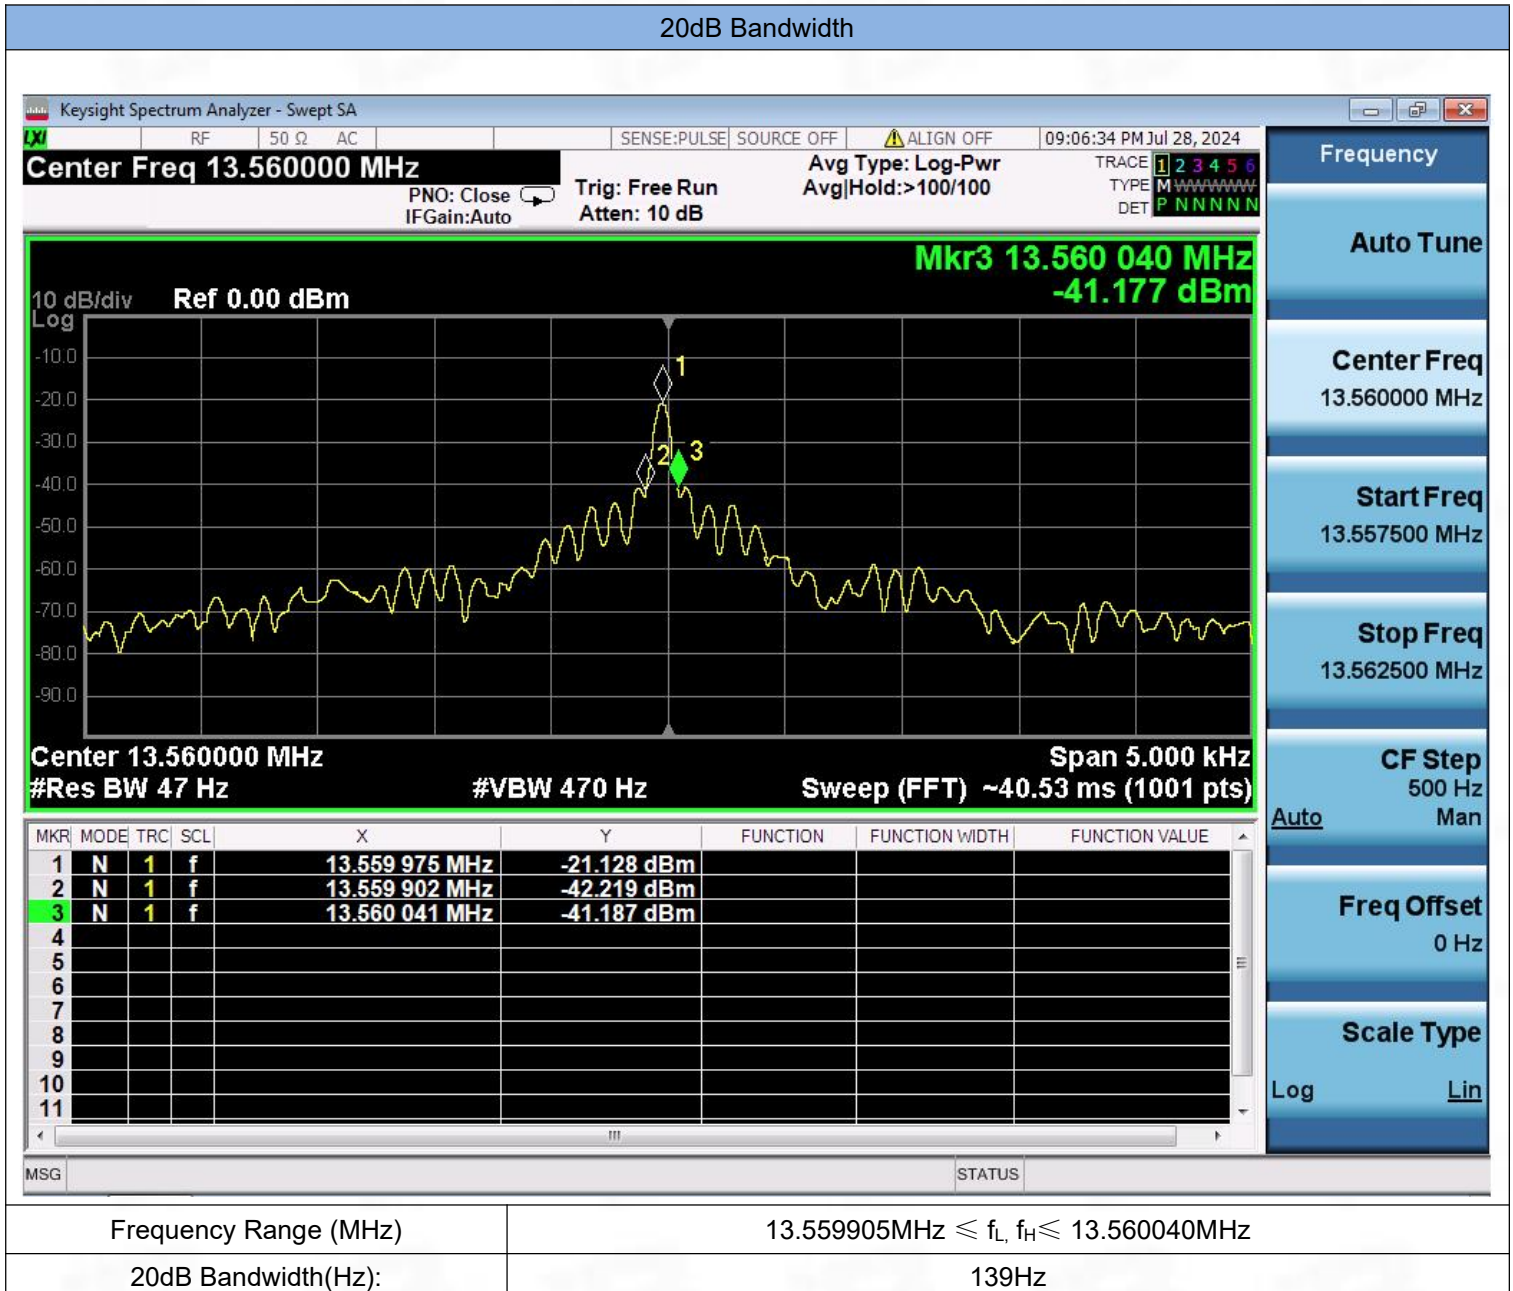 20dB Bandwidth
Keysight Spectrum Analyzer - Swept SA
LXI RF 50 Ω AC SENSE:PULSE SOURCE OFF ALIGN OFF 09:06:34 PM Jul 28, 2024
Center Freq 13.560000 MHz
PNO: Close
IFGain:Auto
Trig: Free Run
Atten: 10 dB
Avg Type: Log-Pwr
Avg|Hold:>100/100
TRACE 1 2 3 4 5 6
TYPE M WWWWW
DET P N N N N N
Mkr3 13.560 040 MHz
-41.177 dBm
10 dB/div Ref 0.00 dBm
Log
-10.0
-20.0
-30.0
-40.0
-50.0
-60.0
-70.0
-80.0
-90.0
1
2
3
Center 13.560000 MHz Span 5.000 kHz
#Res BW 47 Hz #VBW 470 Hz Sweep (FFT) ~40.53 ms (1001 pts)
MKR MODE TRC SCL X Y FUNCTION FUNCTION WIDTH FUNCTION VALUE
1 N 1 f 13.559 975 MHz -21.128 dBm
2 N 1 f 13.559 902 MHz -42.219 dBm
3 N 1 f 13.560 041 MHz -41.187 dBm
4
5
6
7
8
9
10
11
MSG STATUS
Frequency
Auto Tune
Center Freq
13.560000 MHz
Start Freq
13.557500 MHz
Stop Freq
13.562500 MHz
CF Step
500 Hz
Auto Man
Freq Offset
0 Hz
Scale Type
Log Lin
Frequency Range (MHz) 13.559905MHz ≤ fL, fH≤ 13.560040MHz
20dB Bandwidth(Hz): 139Hz